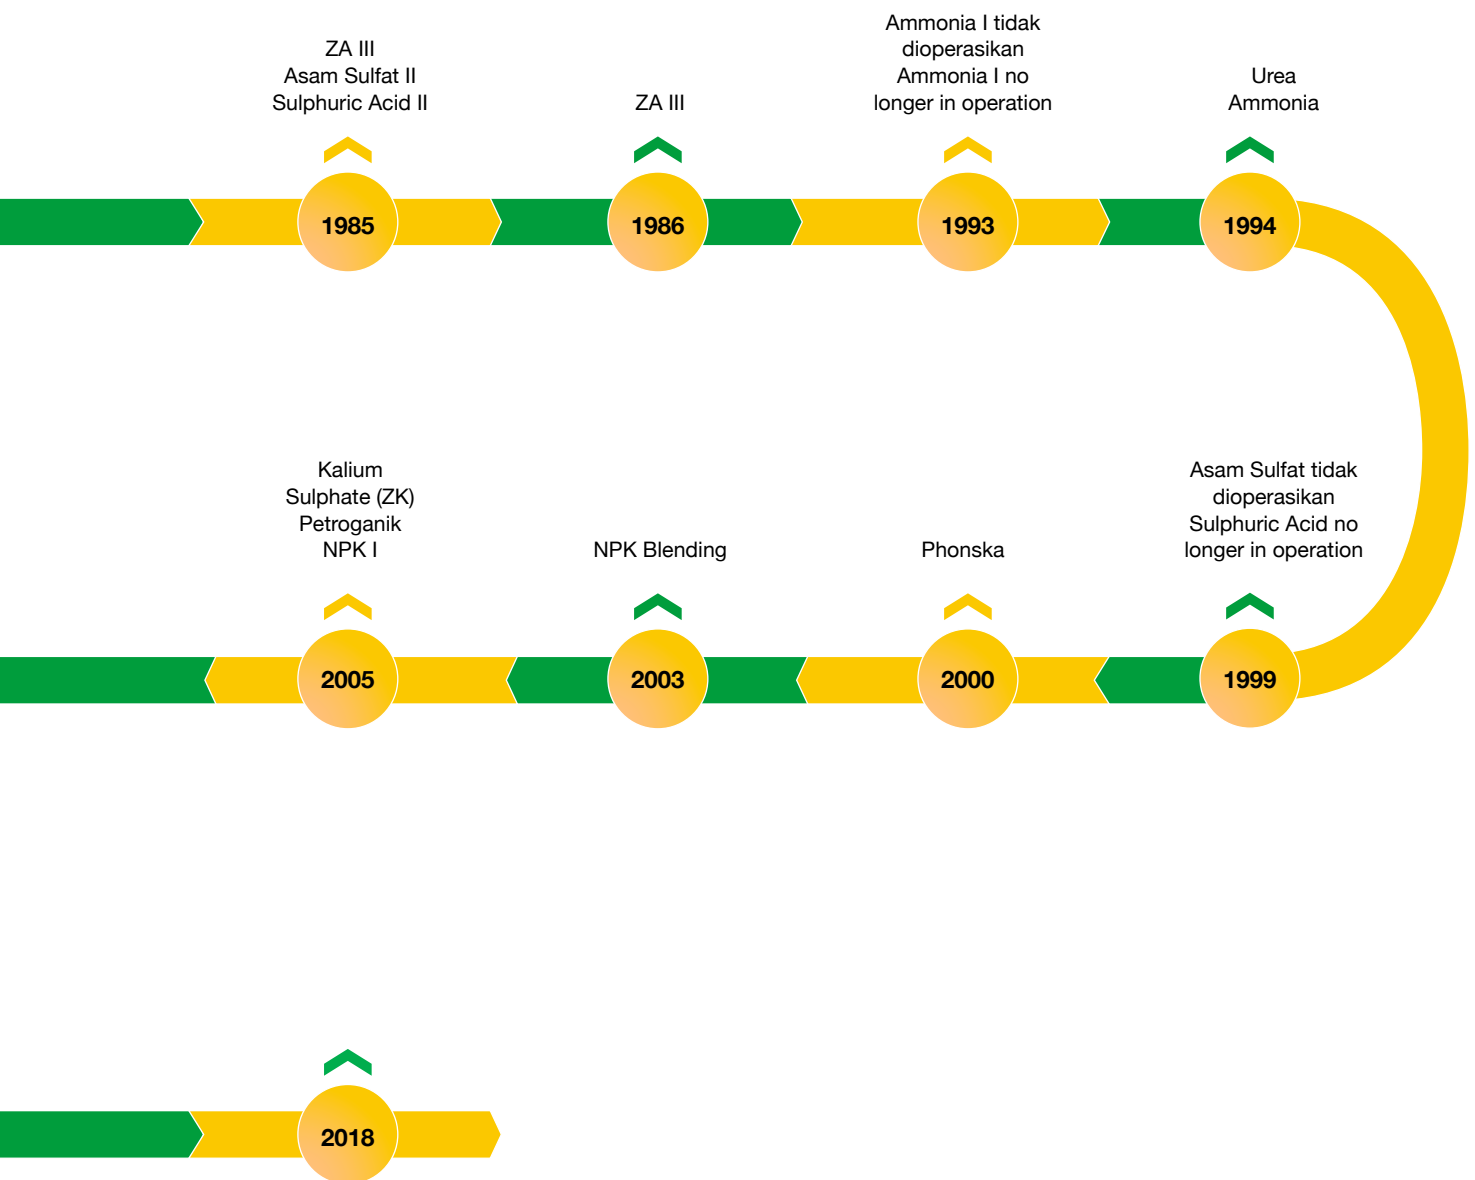 ZA III
Asam Sulfat II
Sulphuric Acid II
1985
ZA III
1986
Ammonia I tidak
dioperasikan
Ammonia I no
longer in operation
1993
Urea
Ammonia
1994
Asam Sulfat tidak
dioperasikan
Sulphuric Acid no
longer in operation
1999
Phonska
2000
NPK Blending
2003
Kalium
Sulphate (ZK)
Petroganik
NPK I
2005
2018